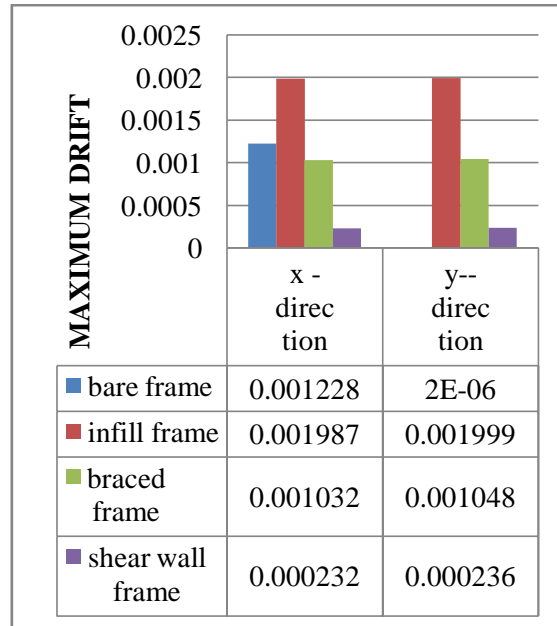 MAXIMUM DRIFT
0.0025
0.002
0.0015
0.001
0.0005
0
x -
direc
tion
y--
direc
tion
bare frame 0.001228 2E-06
infill frame 0.001987 0.001999
braced
frame 0.001032 0.001048
shear wall
frame 0.000232 0.000236